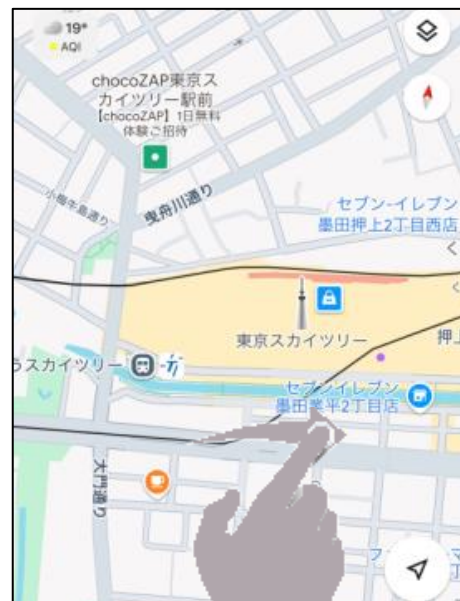 19°
AQI
chocoZAP東京ス
カイツリー駅前
【chocoZAP】1日無料
体験ご招待
小梅牛島通り
曳舟川通り
セブン-イレブン
墨田押上2丁目西店
東京スカイツリー
押上
うスカイツリー
セブンイレブン
墨田業平2丁目店
大門通り